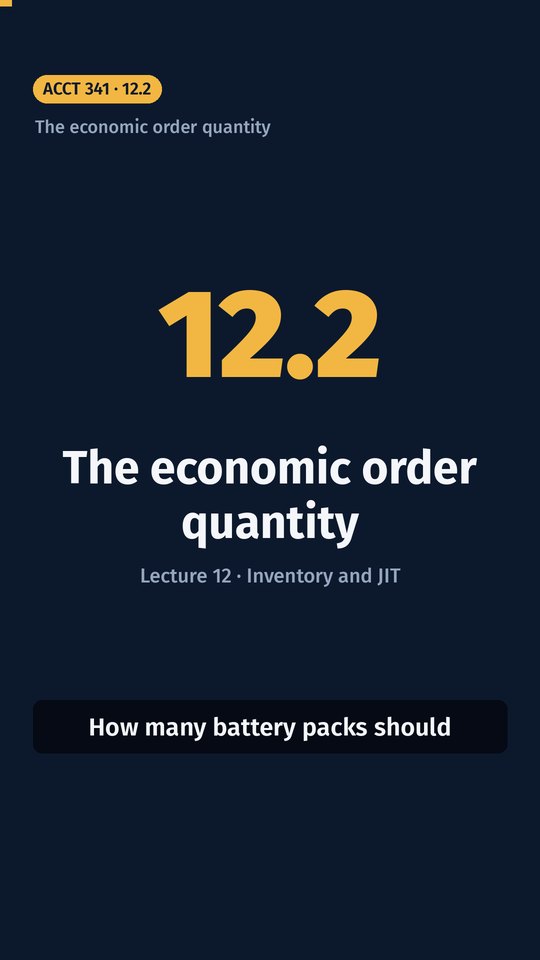 ACCT 341 · 12.2
The economic order quantity
12.2
The economic order
quantity
Lecture 12 · Inventory and JIT
How many battery packs should